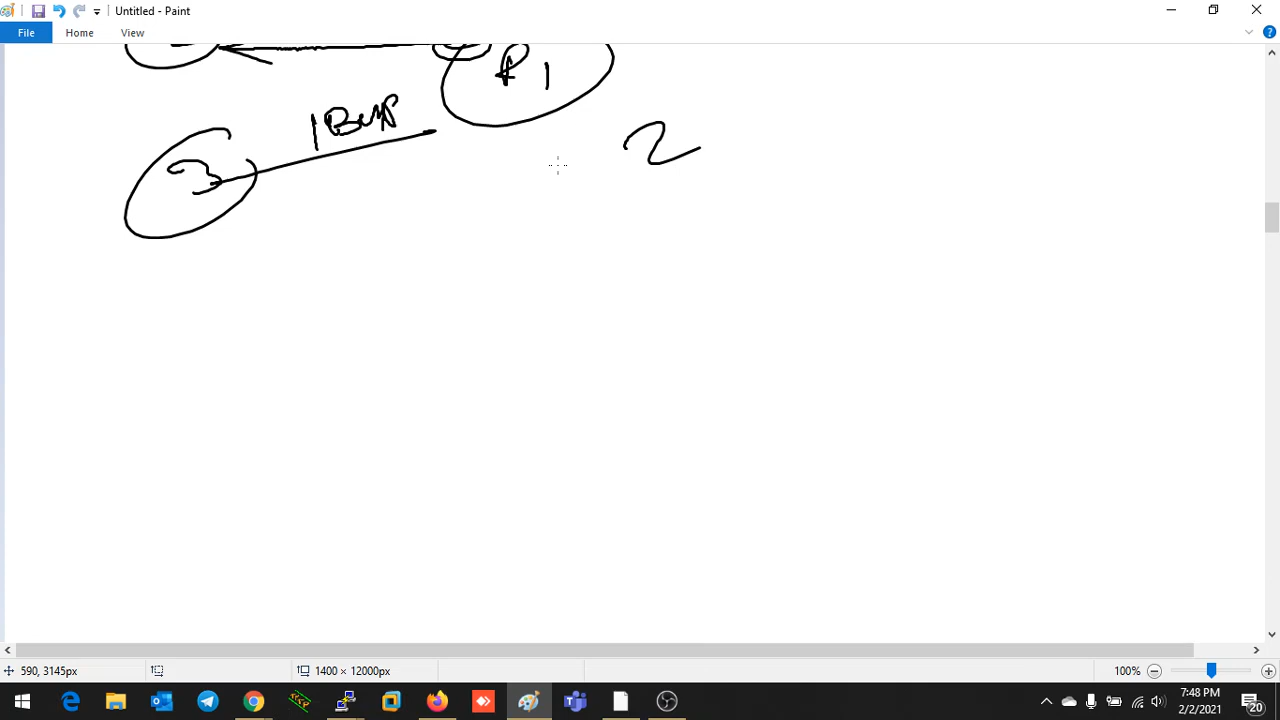 Untitled - Paint
File Home View
R 1
3
2
590, 3145px
1400 × 12000px
100%
7:48 PM
2/2/2021
20